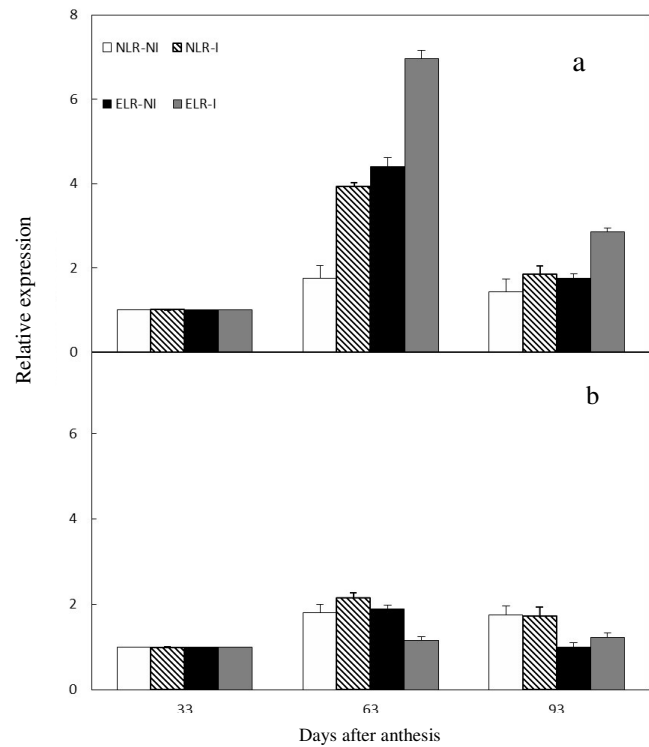 8
NLR-NI NLR-I
a
ELR-NI ELR-I
6
4
2
0
Relative expression
b
6
4
2
0
33 63 93
Days after anthesis